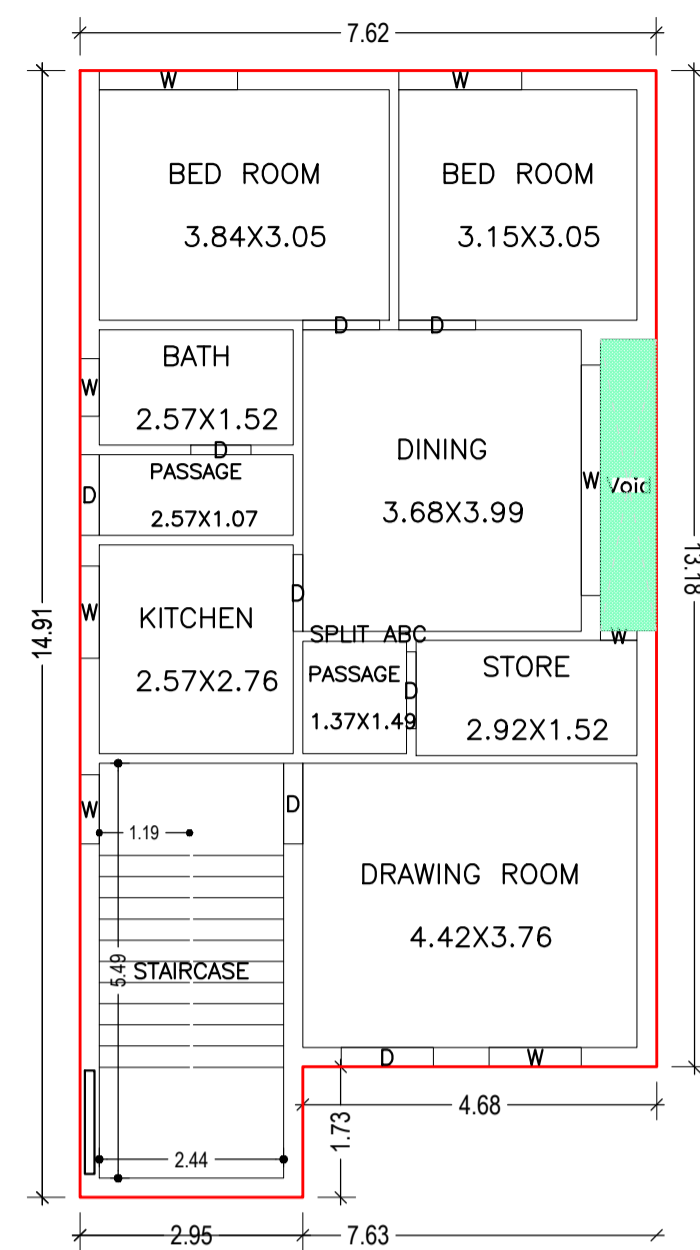 7.62
W
W
BED ROOM
BED ROOM
3.84X3.05
3.15X3.05
D
D
BATH
W
2.57X1.52
D
DINING
PASSAGE
W
Void
D
2.57X1.07
3.68X3.99
13.18
D
W
KITCHEN
14.91
SPLIT ABC
W
STORE
PASSAGE
2.57X2.76
D
1.37X1.49
2.92X1.52
W
D
1.19
DRAWING ROOM
4.42X3.76
5.49
STAIRCASE
D
W
4.68
1.73
2.44
2.95
7.63